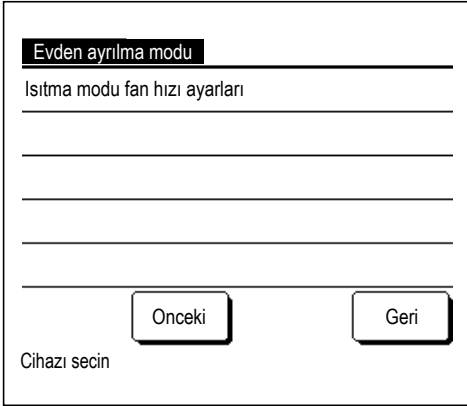 Evden ayrılma modu
Isıtma modu fan hızı ayarları
Onceki
Geri
Cihazı secin